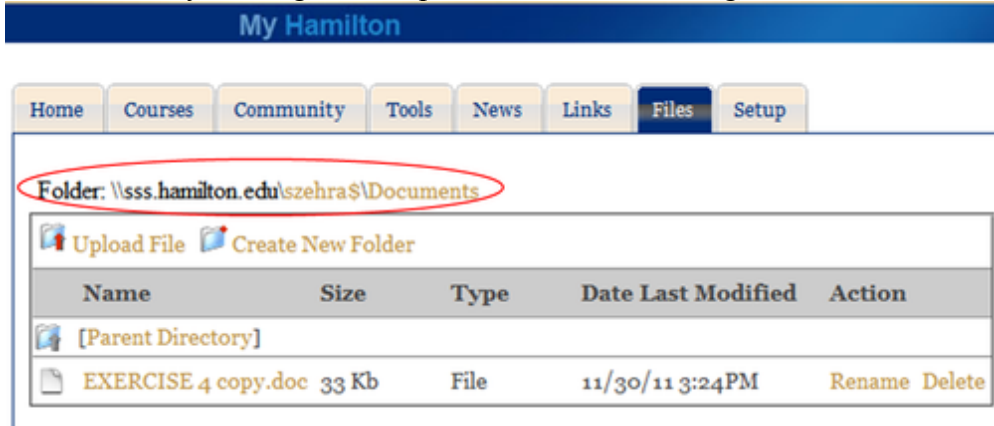 My Hamilton
Home Courses Community Tools News Links Files Setup
Folder: \\sss.hamilton.edu\szehra$\Documents
Upload File Create New Folder
Name Size Type Date Last Modified Action
[Parent Directory]
EXERCISE 4 copy.doc 33 Kb File 11/30/11 3:24PM Rename Delete